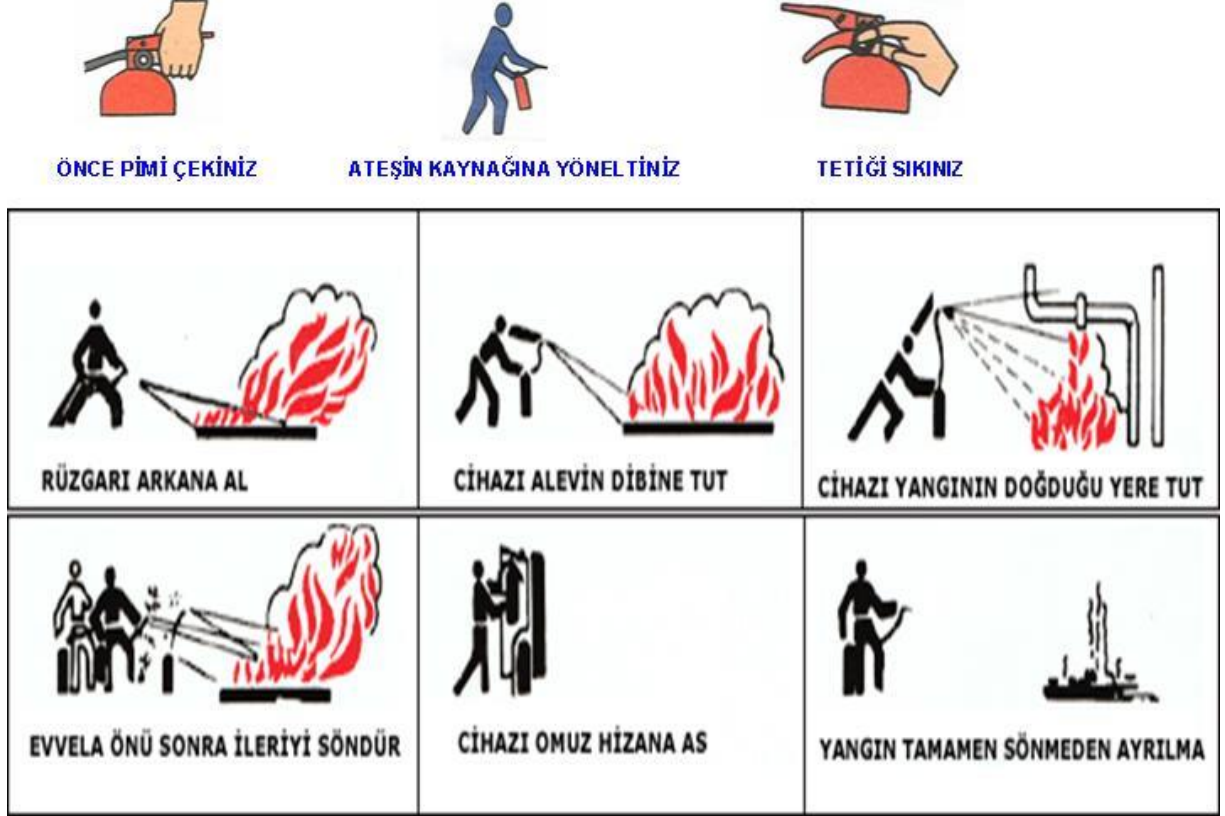 ÖNCE PİMİ ÇEKİNİZ
ATEŞİN KAYNAĞINA YÖNELTİNİZ
TETİĞİ SIKINIZ
RÜZGARI ARKANA AL
CİHAZI ALEVİN DİBİNE TUT
CİHAZI YANGININ DOĞDUĞU YERE TUT
EVVELA ÖNÜ SONRA İLERİYİ SÖNDÜR
CİHAZI OMUZ HİZANA AS
YANGIN TAMAMEN SÖNMEDEN AYRILMA